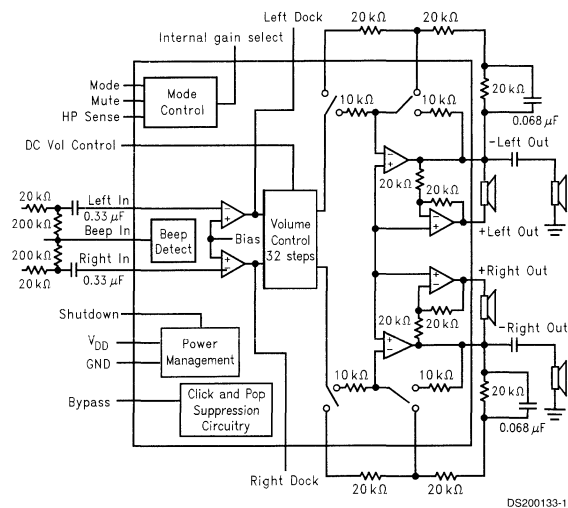 Left Dock
Internal gain select
20 kΩ
20 kΩ
20 kΩ
0.068 μF
Mode
Mute
HP Sense
Mode
Control
10 kΩ
10 kΩ
DC Vol Control
-Left Out
20 kΩ
20 kΩ
+Left Out
20 kΩ
Left In
0.33 μF
200 kΩ
Beep In
200 kΩ
Right In
0.33 μF
20 kΩ
Beep
Detect
Bias
Volume
Control
32 steps
+Right Out
20 kΩ
20 kΩ
-Right Out
Shutdown
VDD
GND
Power
Management
10 kΩ
10 kΩ
20 kΩ
0.068 μF
Bypass
Click and Pop
Suppression
Circuitry
Right Dock
20 kΩ
20 kΩ
DS200133-1